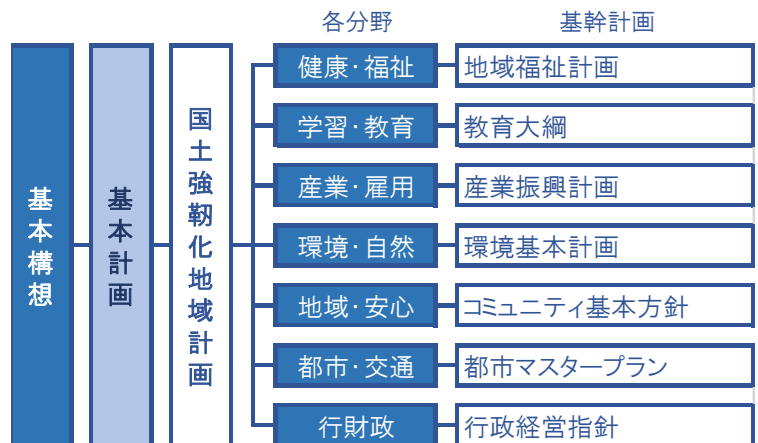 各分野
基幹計画
基本構想
基本計画
国土強靭化地域計画
健康・福祉
地域福祉計画
学習・教育
教育大綱
産業・雇用
産業振興計画
環境・自然
環境基本計画
地域・安心
コミュニティ基本方針
都市・交通
都市マスタープラン
行財政
行政経営指針